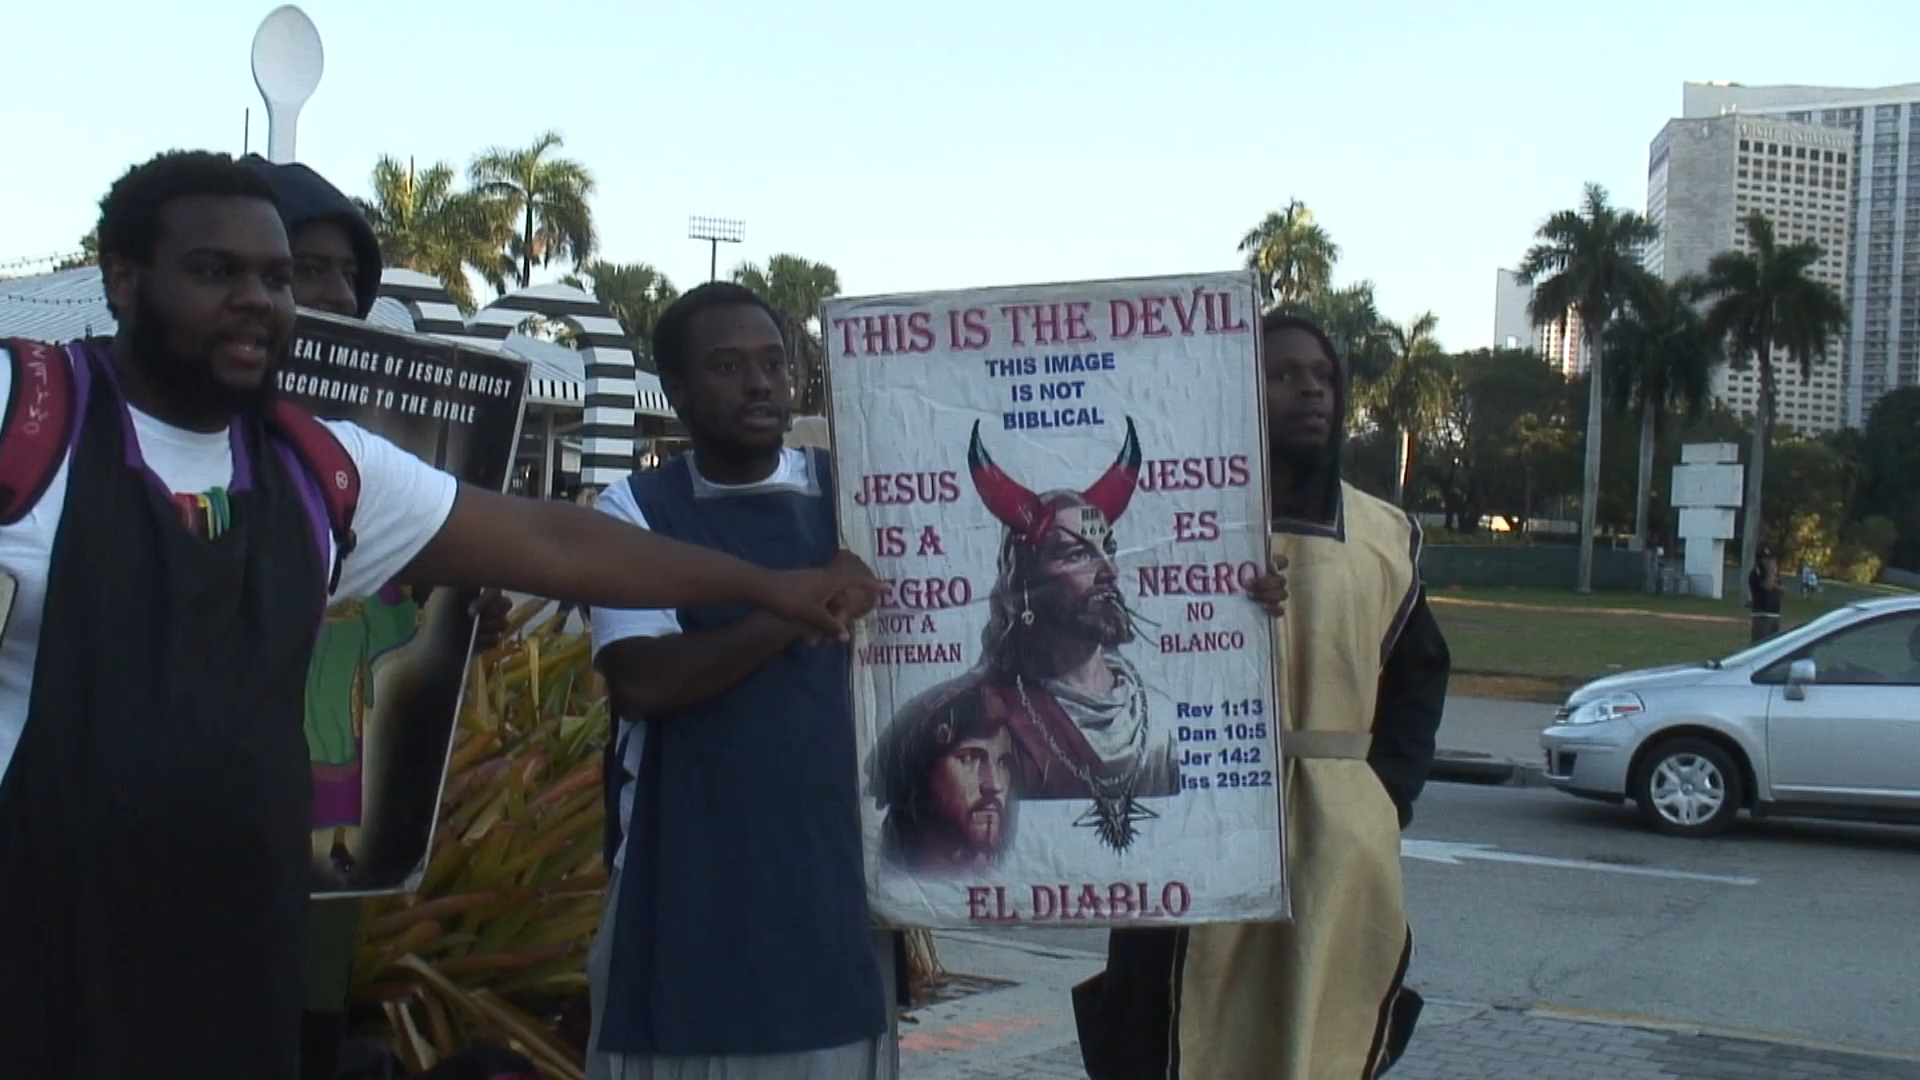 EAL IMAGE OF JESUS CHRIST
ACCORDING TO THE BIBLE
THIS IS THE DEVIL
THIS IMAGE
IS NOT
BIBLICAL
JESUS
IS A
NEGRO
NOT A
WHITEMAN
666
JESUS
ES
NEGRO
NO
BLANCO
Rev 1:13
Dan 10:5
Jer 14:2
Iss 29:22
EL DIABLO